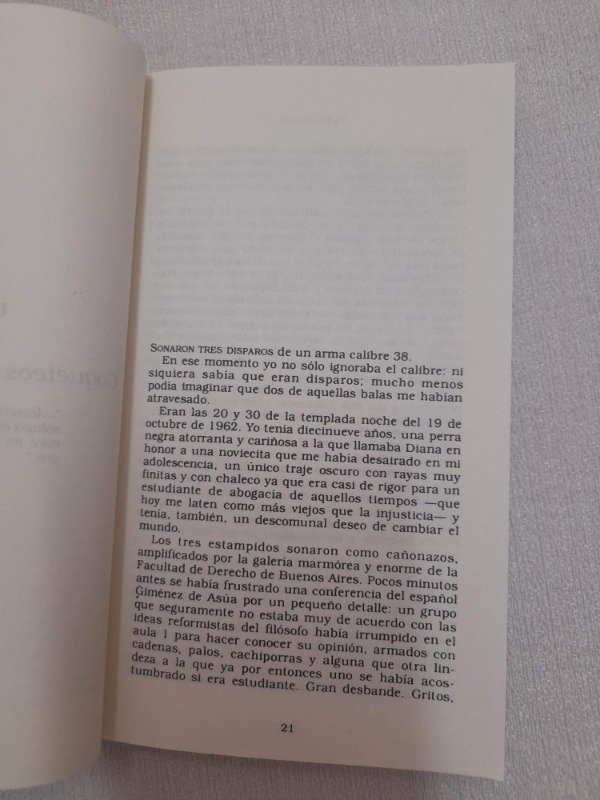 Coqueteos
SONARON TRES DISPAROS de un arma calibre 38.
En ese momento yo no sólo ignoraba el calibre: ni
siquiera sabía que eran disparos; mucho menos
podía imaginar que dos de aquellas balas me habían
atravesado.
Eran las 20 y 30 de la templada noche del 19 de
octubre de 1962. Yo tenía diecinueve años, una perra
negra atorranta y cariñosa a la que llamaba Diana en
honor a una noviecita que me había desairado en mi
adolescencia, un único traje oscuro con rayas muy
finitas y con chaleco ya que era casi de rigor para un
estudiante de abogacía de aquellos tiempos —que
hoy me laten como más viejos que la injusticia— y
tenía, también, un descomunal deseo de cambiar el
mundo.
Los tres estampidos sonaron como cañonazos,
amplificados por la galería marmórea y enorme de la
Facultad de Derecho de Buenos Aires. Pocos minutos
antes se había frustrado una conferencia del español
Giménez de Asúa por un pequeño detalle: un grupo
que seguramente no estaba muy de acuerdo con las
ideas reformistas del filósofo había irrumpido en el
aula 1 para hacer conocer su opinión, armados con
cadenas, palos, cachiporras y alguna que otra lin-
deza a la que ya por entonces uno se había acos-
tumbrado si era estudiante. Gran desbande. Gritos,
21